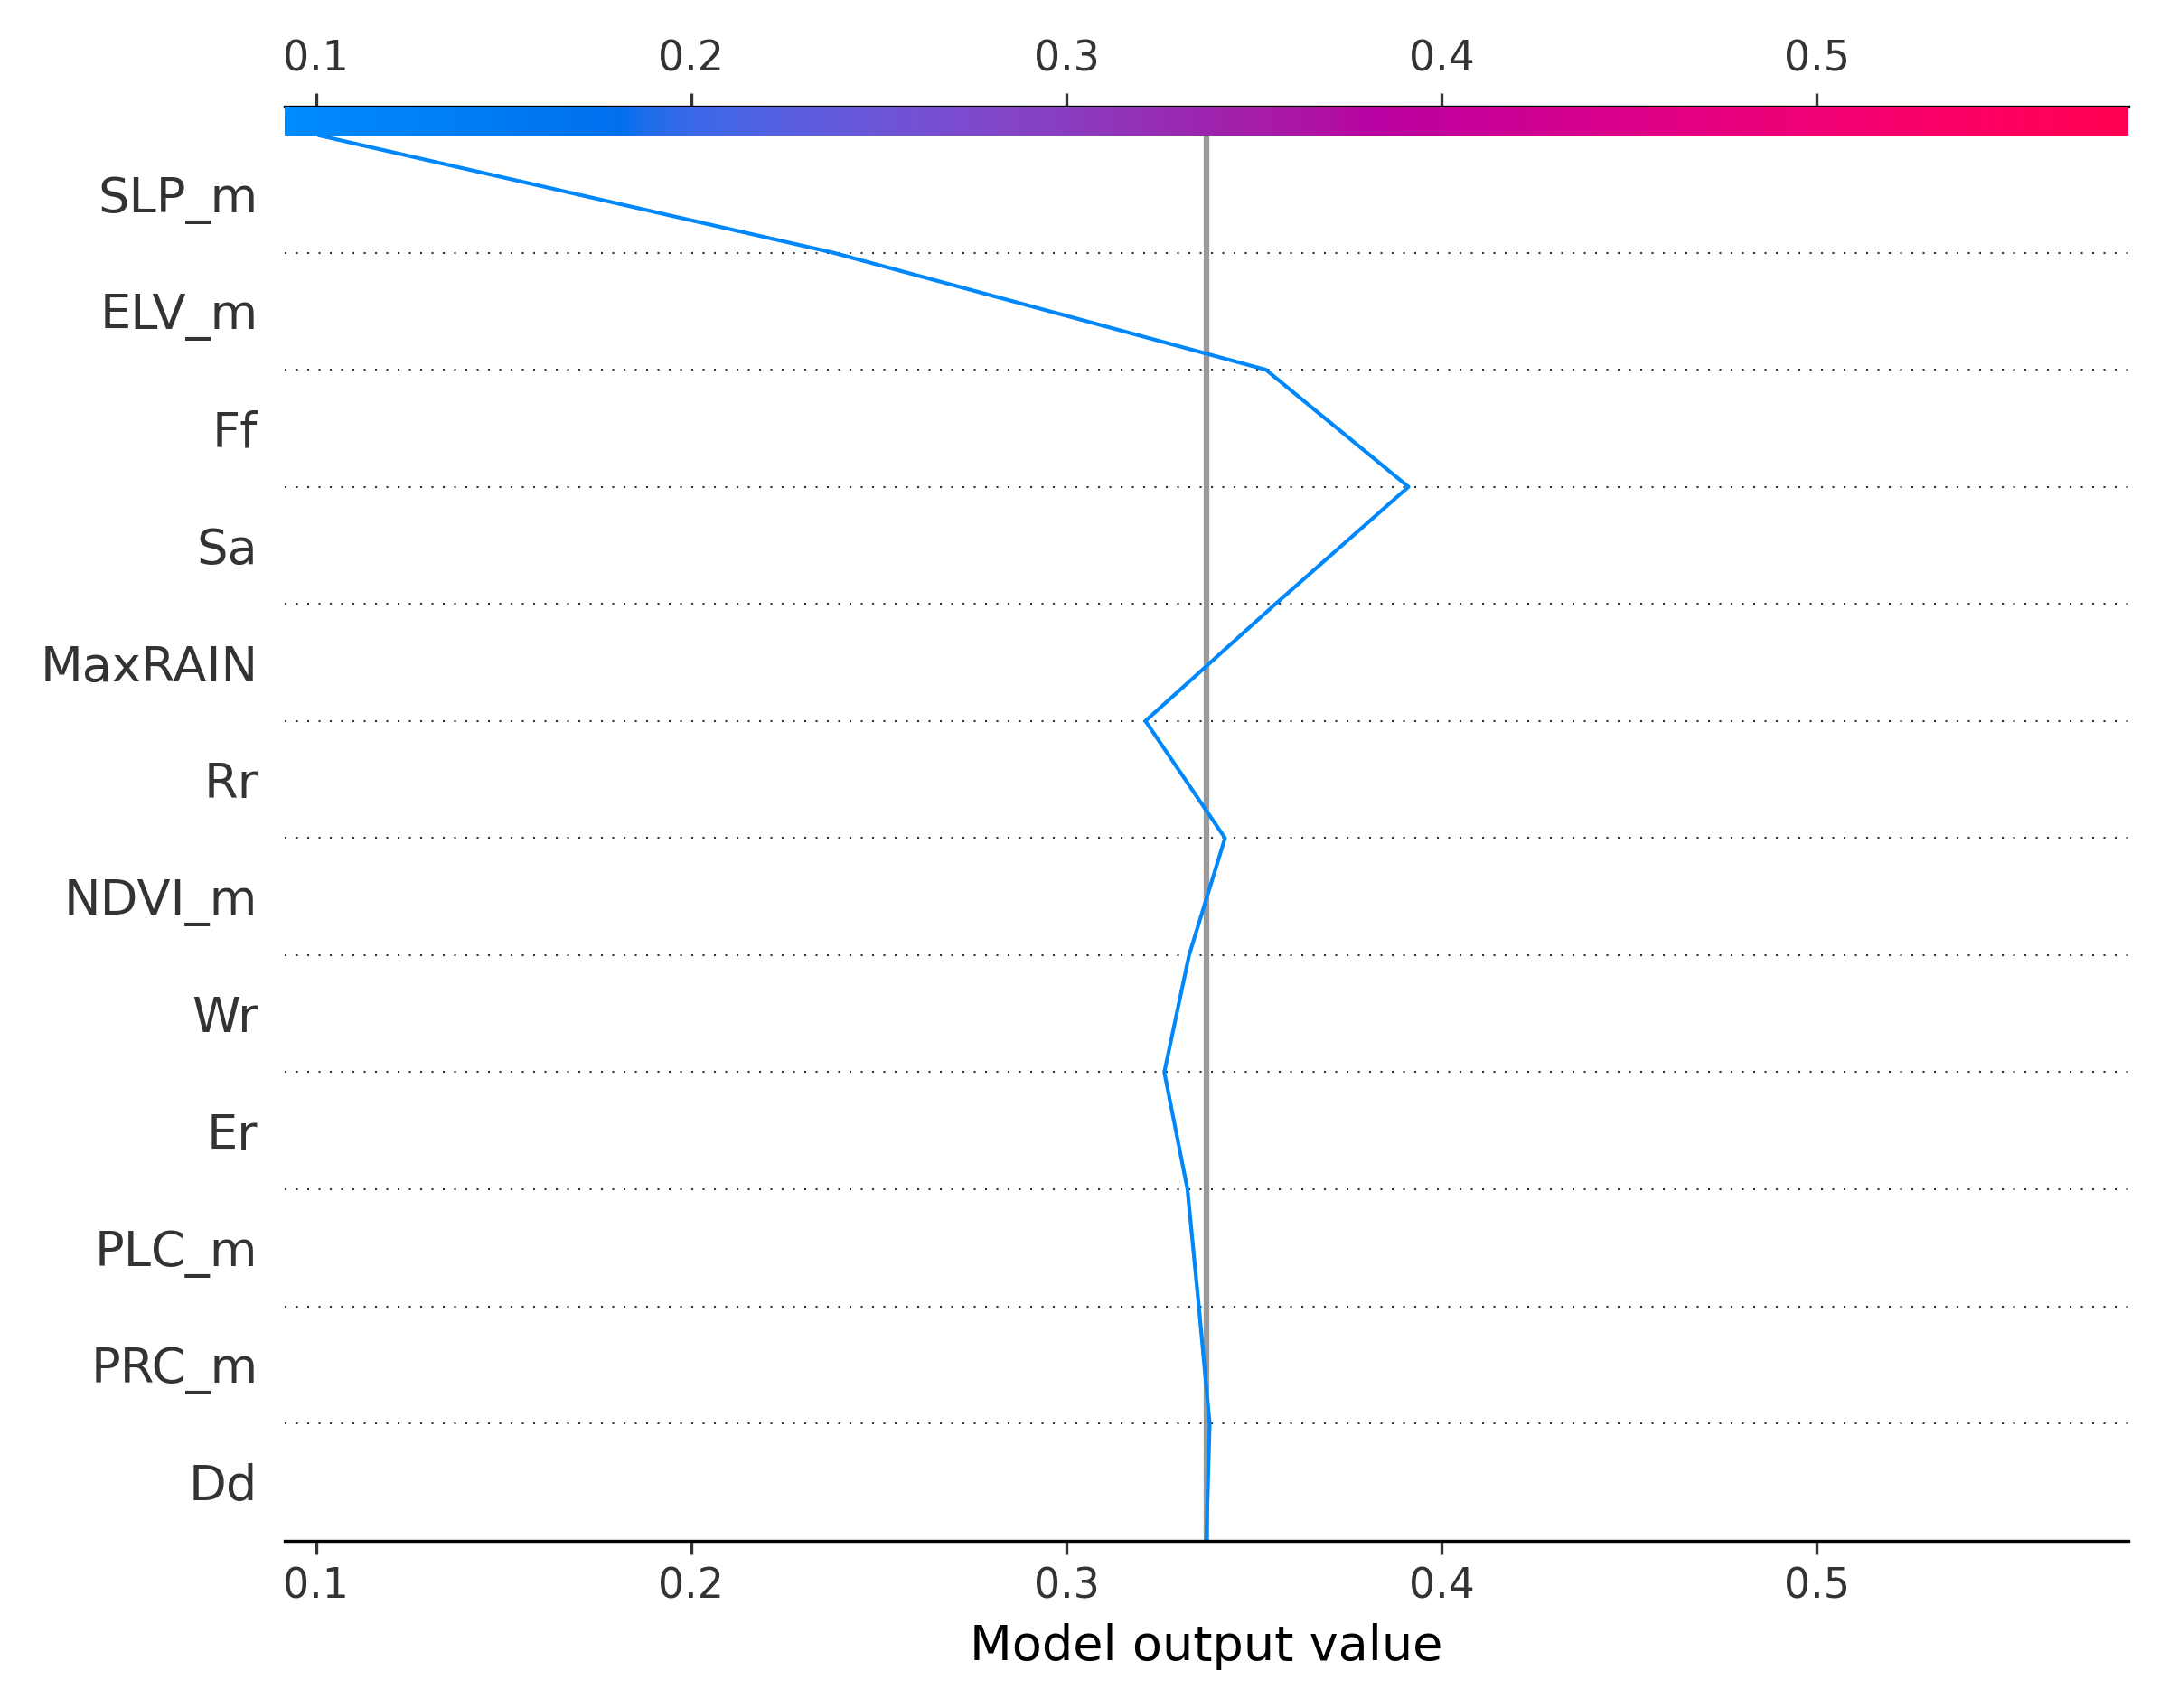 0.1 0.2 0.3 0.4 0.5
SLP_m
ELV_m
Ff
Sa
MaxRAIN
Rr
NDVI_m
Wr
Er
PLC_m
PRC_m
Dd
0.1 0.2 0.3 0.4 0.5
Model output value